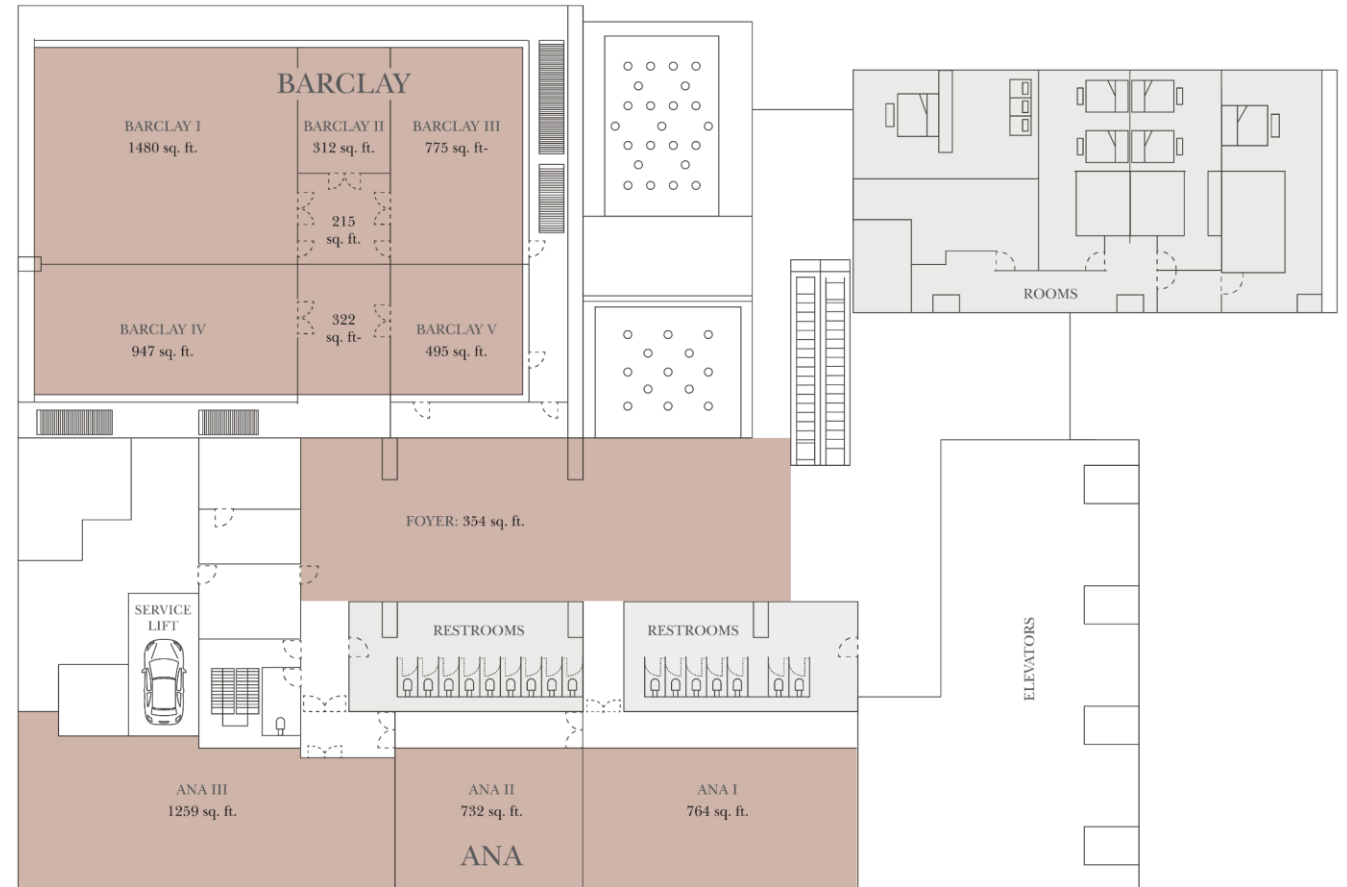 BARCLAY
BARCLAY I
1480 sq. ft.
BARCLAY II
312 sq. ft.
BARCLAY III
775 sq. ft-
215
sq. ft.
BARCLAY IV
947 sq. ft.
322
sq. ft-
BARCLAY V
495 sq. ft.
ROOMS
FOYER: 354 sq. ft.
SERVICE
LIFT
RESTROOMS
RESTROOMS
ELEVATORS
ANA III
1259 sq. ft.
ANA II
732 sq. ft.
ANA I
764 sq. ft.
ANA